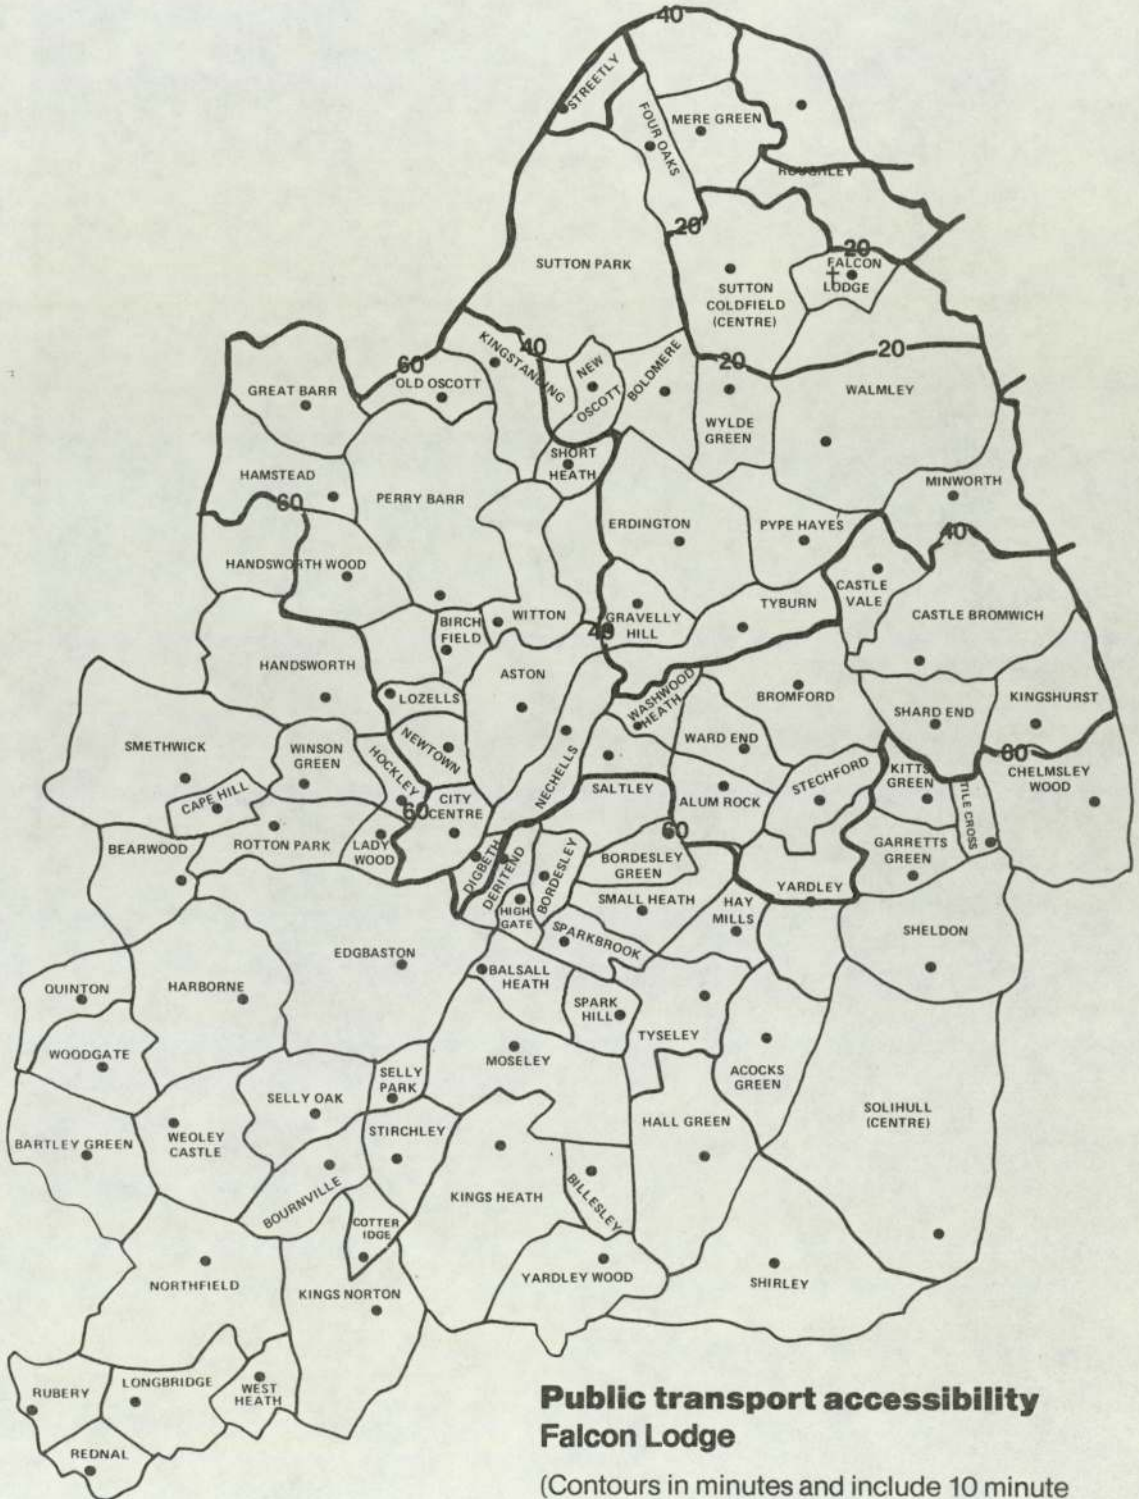 40
STREETLY
FOUR OAKS
MERE GREEN
ROUGHLEY
20
SUTTON PARK
SUTTON
COLDFIELD
(CENTRE)
20
FALCON
LODGE
KINGSTANDING
40
60
OLD OSCOTT
NEW
OSCOTT
BOLDMERE
20
20
WALMLEY
WYLDE
GREEN
GREAT BARR
HAMSTEAD
60
PERRY BARR
SHORT
HEATH
MINWORTH
ERDINGTON
PYPE HAYES
40
HANDSWORTH WOOD
CASTLE
VALE
TYBURN
CASTLE BROMWICH
BIRCH
FIELD
WITTON
GRAVELLY
HILL
40
HANDSWORTH
ASTON
LOZELLS
WASHWOOD
HEATH
BROMFORD
SHARD END
KINGSHURST
SMETHWICK
WINSON
GREEN
HOCKLEY
NEWTOWN
NECHELLS
WARD END
60
CHELMSLEY
WOOD
CAPE HILL
60
CITY
CENTRE
SALTLEY
ALUM ROCK
STECHFORD
KITTS
GREEN
TILE CROSS
BEARWOOD
ROTTON PARK
LADY
WOOD
DIGBETH
DERITEND
BORDESLEY
60
BORDESLEY
GREEN
GARRETTS
GREEN
HIGH
GATE
SMALL HEATH
HAY
MILLS
YARDLEY
SPARKBROOK
SHELDON
EDGBASTON
BALSALL
HEATH
QUINTON
HARBORNE
SPARK
HILL
TYSELEY
WOODGATE
MOSELEY
SELLY
PARK
ACOCKS
GREEN
SELLY OAK
SOLIHULL
(CENTRE)
BARTLEY GREEN
WEOLEY
CASTLE
STIRCHLEY
HALL GREEN
BOURNVILLE
KINGS HEATH
BILLESLEY
COTTER
IDGE
NORTHFIELD
KINGS NORTON
YARDLEY WOOD
SHIRLEY
RUBERY
LONGBRIDGE
WEST
HEATH
REDNAL
Public transport accessibility
Falcon Lodge
(Contours in minutes and include 10 minute